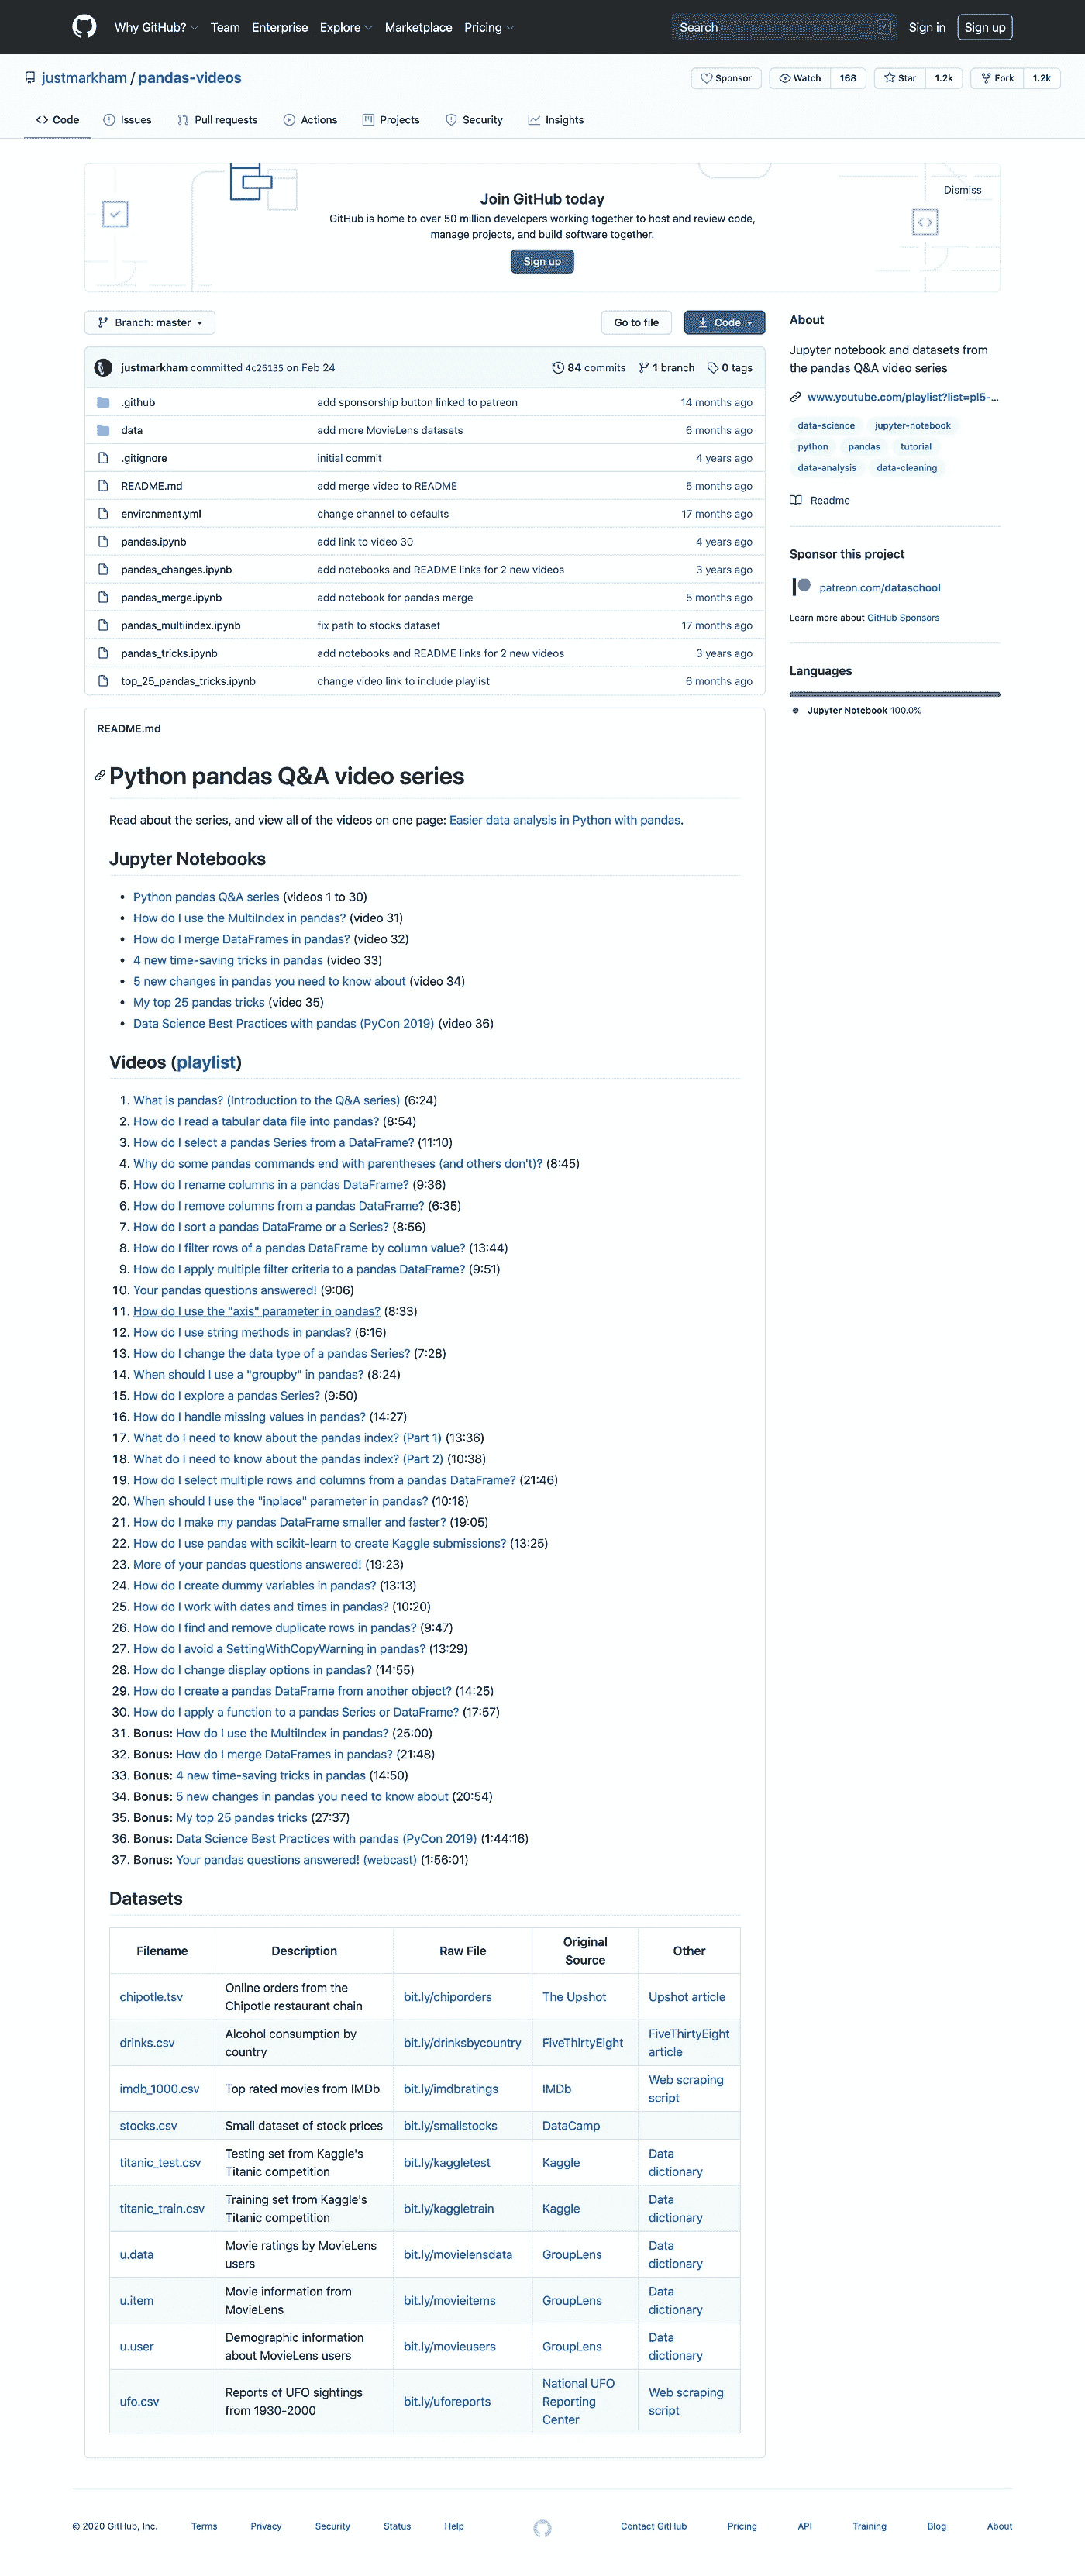 Why GitHub? Team Enterprise Explore Marketplace Pricing Search / Sign in Sign up
justmarkham / pandas-videos Sponsor Watch 168 Star 1.2k Fork 1.2k
Code Issues Pull requests Actions Projects Security Insights
Join GitHub today
Dismiss
GitHub is home to over 50 million developers working together to host and review code,
manage projects, and build software together.
Sign up
Branch: master Go to file Code
justmarkham committed 4c26135 on Feb 24 84 commits 1 branch 0 tags
.github add sponsorship button linked to patreon 14 months ago
data add more MovieLens datasets 6 months ago
.gitignore initial commit 4 years ago
README.md add merge video to README 5 months ago
environment.yml change channel to defaults 17 months ago
pandas.ipynb add link to video 30 4 years ago
pandas_changes.ipynb add notebooks and README links for 2 new videos 3 years ago
pandas_merge.ipynb add notebook for pandas merge 5 months ago
pandas_multiindex.ipynb fix path to stocks dataset 17 months ago
pandas_tricks.ipynb add notebooks and README links for 2 new videos 3 years ago
top_25_pandas_tricks.ipynb change video link to include playlist 6 months ago
About
Jupyter notebook and datasets from
the pandas Q&A video series
www.youtube.com/playlist?list=pl5-...
data-science jupyter-notebook
python pandas tutorial
data-analysis data-cleaning
Readme
Sponsor this project
patreon.com/dataschool
Learn more about GitHub Sponsors
Languages
Jupyter Notebook 100.0%
README.md
Python pandas Q&A video series
Read about the series, and view all of the videos on one page: Easier data analysis in Python with pandas.
Jupyter Notebooks
• Python pandas Q&A series (videos 1 to 30)
• How do I use the MultiIndex in pandas? (video 31)
• How do I merge DataFrames in pandas? (video 32)
• 4 new time-saving tricks in pandas (video 33)
• 5 new changes in pandas you need to know about (video 34)
• My top 25 pandas tricks (video 35)
• Data Science Best Practices with pandas (PyCon 2019) (video 36)
Videos (playlist)
1. What is pandas? (Introduction to the Q&A series) (6:24)
2. How do I read a tabular data file into pandas? (8:54)
3. How do I select a pandas Series from a DataFrame? (11:10)
4. Why do some pandas commands end with parentheses (and others don't)? (8:45)
5. How do I rename columns in a pandas DataFrame? (9:36)
6. How do I remove columns from a pandas DataFrame? (6:35)
7. How do I sort a pandas DataFrame or a Series? (8:56)
8. How do I filter rows of a pandas DataFrame by column value? (13:44)
9. How do I apply multiple filter criteria to a pandas DataFrame? (9:51)
10. Your pandas questions answered! (9:06)
11. How do I use the "axis" parameter in pandas? (8:33)
12. How do I use string methods in pandas? (6:16)
13. How do I change the data type of a pandas Series? (7:28)
14. When should I use a "groupby" in pandas? (8:24)
15. How do I explore a pandas Series? (9:50)
16. How do I handle missing values in pandas? (14:27)
17. What do I need to know about the pandas index? (Part 1) (13:36)
18. What do I need to know about the pandas index? (Part 2) (10:38)
19. How do I select multiple rows and columns from a pandas DataFrame? (21:46)
20. When should I use the "inplace" parameter in pandas? (10:18)
21. How do I make my pandas DataFrame smaller and faster? (19:05)
22. How do I use pandas with scikit-learn to create Kaggle submissions? (13:25)
23. More of your pandas questions answered! (19:23)
24. How do I create dummy variables in pandas? (13:13)
25. How do I work with dates and times in pandas? (10:20)
26. How do I find and remove duplicate rows in pandas? (9:47)
27. How do I avoid a SettingWithCopyWarning in pandas? (13:29)
28. How do I change display options in pandas? (14:55)
29. How do I create a pandas DataFrame from another object? (14:25)
30. How do I apply a function to a pandas Series or DataFrame? (17:57)
31. Bonus: How do I use the MultiIndex in pandas? (25:00)
32. Bonus: How do I merge DataFrames in pandas? (21:48)
33. Bonus: 4 new time-saving tricks in pandas (14:50)
34. Bonus: 5 new changes in pandas you need to know about (20:54)
35. Bonus: My top 25 pandas tricks (27:37)
36. Bonus: Data Science Best Practices with pandas (PyCon 2019) (1:44:16)
37. Bonus: Your pandas questions answered! (webcast) (1:56:01)
Datasets
Filename Description Raw File Original Source Other
chipotle.tsv Online orders from the Chipotle restaurant chain bit.ly/chiporders The Upshot Upshot article
drinks.csv Alcohol consumption by country bit.ly/drinksbycountry FiveThirtyEight FiveThirtyEight article
imdb_1000.csv Top rated movies from IMDb bit.ly/imdbratings IMDb Web scraping script
stocks.csv Small dataset of stock prices bit.ly/smallstocks DataCamp
titanic_test.csv Testing set from Kaggle's Titanic competition bit.ly/kaggletest Kaggle Data dictionary
titanic_train.csv Training set from Kaggle's Titanic competition bit.ly/kaggletrain Kaggle Data dictionary
u.data Movie ratings by MovieLens users bit.ly/movielensdata GroupLens Data dictionary
u.item Movie information from MovieLens bit.ly/movieitems GroupLens Data dictionary
u.user Demographic information about MovieLens users bit.ly/movieusers GroupLens Data dictionary
ufo.csv Reports of UFO sightings from 1930-2000 bit.ly/uforeports National UFO Reporting Center Web scraping script
© 2020 GitHub, Inc. Terms Privacy Security Status Help Contact GitHub Pricing API Training Blog About